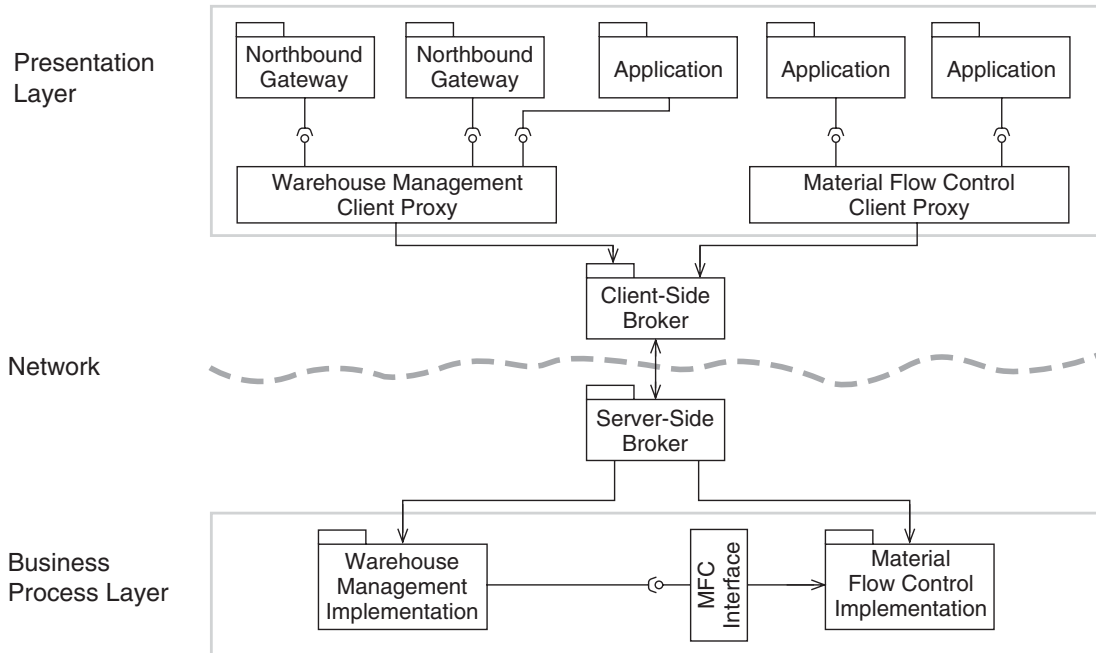 Presentation
Layer
Northbound
Gateway
Northbound
Gateway
Application
Application
Application
Warehouse Management
Client Proxy
Material Flow Control
Client Proxy
Client-Side
Broker
Network
Server-Side
Broker
Business
Process Layer
Warehouse
Management
Implementation
MFC
Interface
Material
Flow Control
Implementation